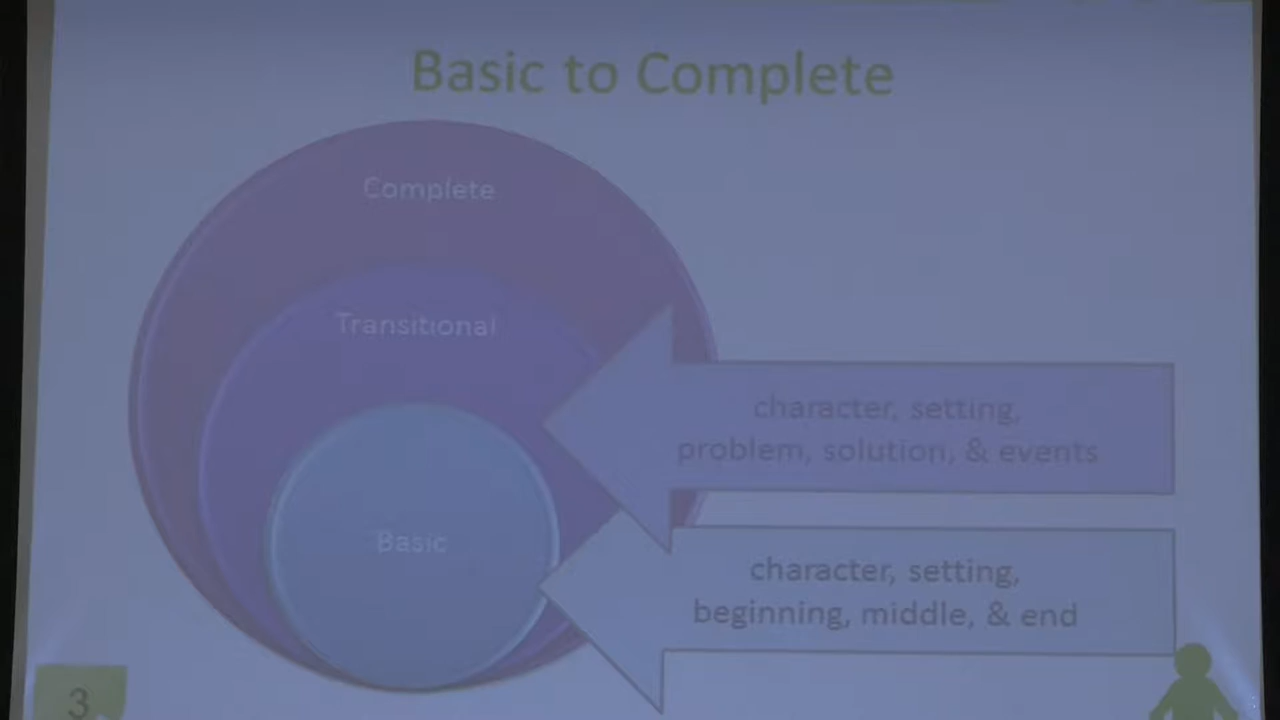 Basic to Complete
Complete
Transitional
character, setting,
problem, solution, & events
Basic
character, setting,
beginning, middle, & end
3